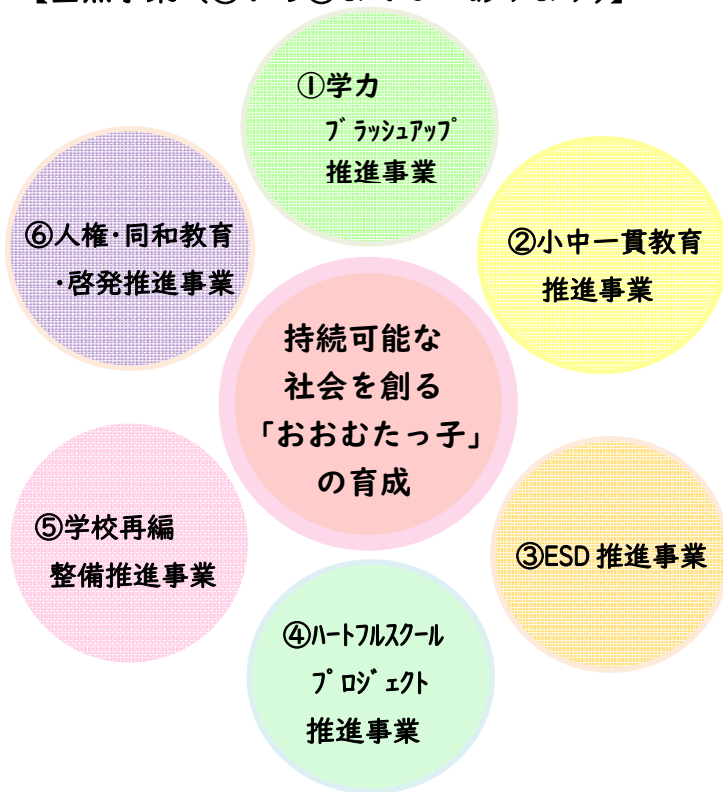 ①学力
ブラッシュアップ
推進事業
②小中一貫教育
推進事業
③ESD推進事業
④ハートフルスクール
プロジェクト
推進事業
⑤学校再編
整備推進事業
⑥人権・同和教育
・啓発推進事業
持続可能な
社会を創る
「おおむたっ子」
の育成